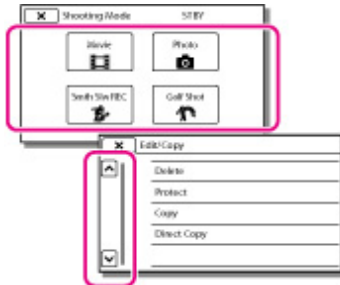 Shooting Mode STBY
Movie Photo
Smth Slw REC Golf Shot
Edit/Copy
Delete
Protect
Copy
Direct Copy